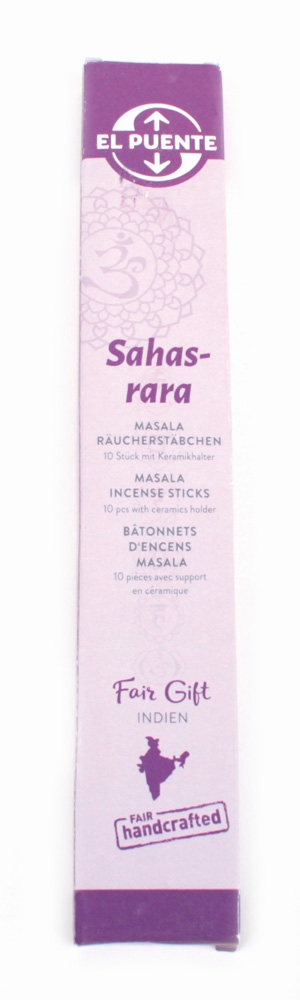 EL PUENTE
Sahas-
rara
MASALA
RÄUCHERSTÄBCHEN
10 Stück mit Keramikhalter
MASALA
INCENSE STICKS
10 pcs with ceramics holder
BÂTONNETS
D'ENCENS
MASALA
10 pièces avec support
en céramique
Fair Gift
INDIEN
FAIR
handcrafted